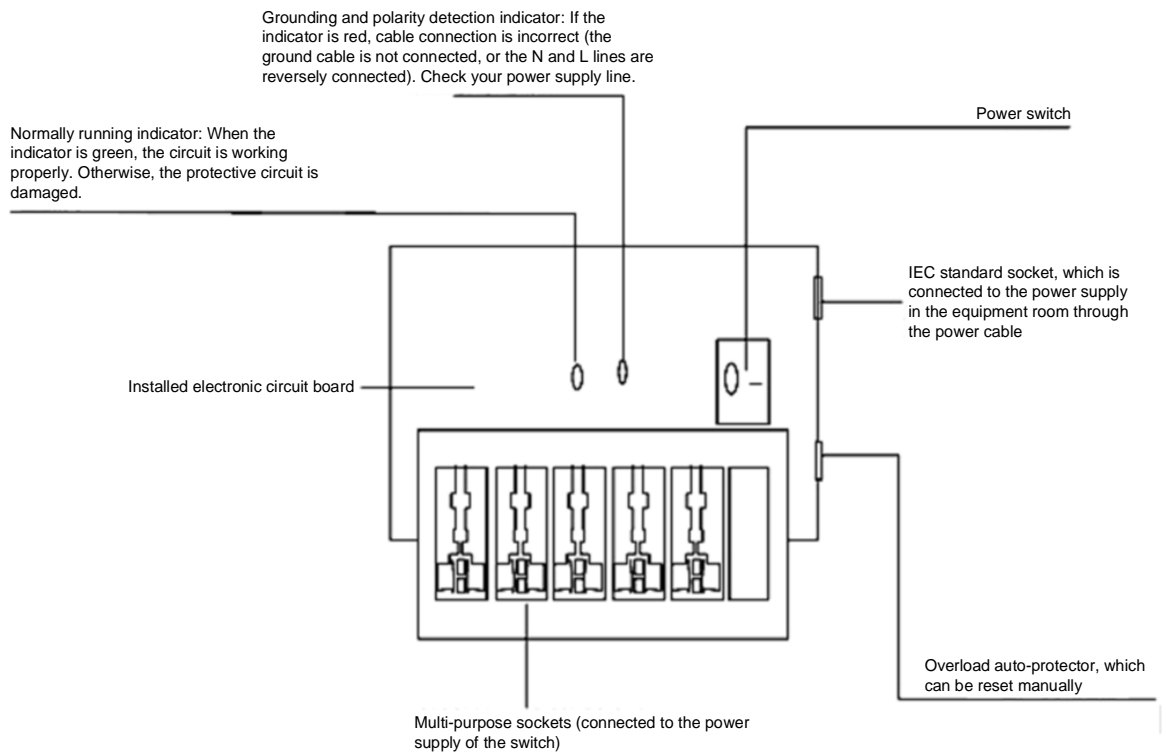 Grounding and polarity detection indicator: If the
indicator is red, cable connection is incorrect (the
ground cable is not connected, or the N and L lines are
reversely connected). Check your power supply line.
Power switch
Normally running indicator: When the
indicator is green, the circuit is working
properly. Otherwise, the protective circuit is
damaged.
IEC standard socket, which is
connected to the power supply
in the equipment room through
the power cable
Installed electronic circuit board
Overload auto-protector, which
can be reset manually
Multi-purpose sockets (connected to the power
supply of the switch)